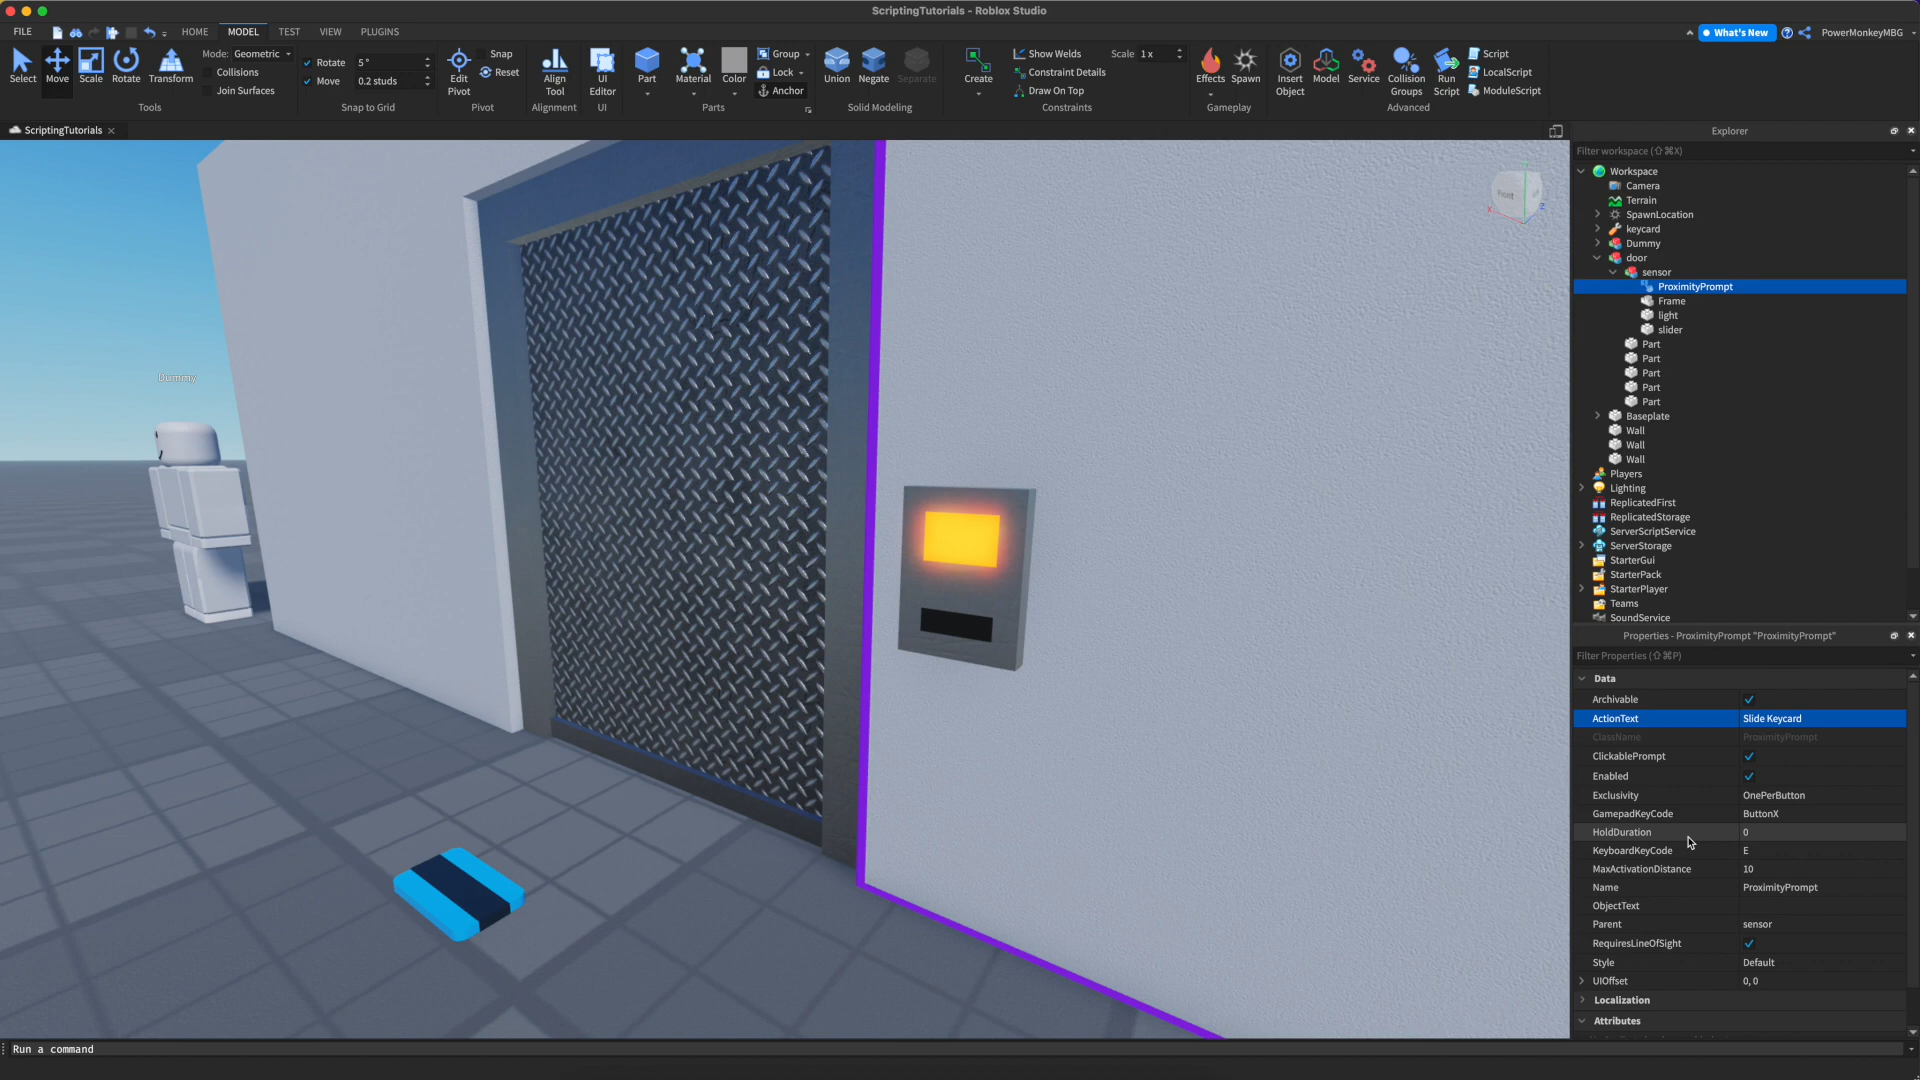 ScriptingTutorials - Roblox Studio
FILE HOME MODEL TEST VIEW PLUGINS What's New PowerMonkeyMBG
Select Move Scale Rotate Transform
Mode: Geometric
Collisions
Join Surfaces
Tools
Rotate 5 °
Move 0.2 studs
Snap to Grid
Edit Pivot
Snap
Reset
Pivot
Align Tool
Alignment
UI Editor
UI
Part Material Color
Group
Lock
Anchor
Parts
Union Negate Separate
Solid Modeling
Create
Show Welds
Constraint Details
Draw On Top
Scale 1 x
Constraints
Effects Spawn
Gameplay
Insert Object
Model
Service
Collision Groups
Run Script
Script
LocalScript
ModuleScript
Advanced
ScriptingTutorials
Front
X
Z
Dummy
Explorer
Filter workspace (⇧⌘X)
Workspace
Camera
Terrain
SpawnLocation
keycard
Dummy
door
sensor
ProximityPrompt
Frame
light
slider
Part
Part
Part
Part
Part
Baseplate
Wall
Wall
Wall
Players
Lighting
ReplicatedFirst
ReplicatedStorage
ServerScriptService
ServerStorage
StarterGui
StarterPack
StarterPlayer
Teams
SoundService
Properties - ProximityPrompt "ProximityPrompt"
Filter Properties (⇧⌘P)
Data
Archivable
ActionText Slide Keycard
ClassName ProximityPrompt
ClickablePrompt
Enabled
Exclusivity OnePerButton
GamepadKeyCode ButtonX
HoldDuration 0
KeyboardKeyCode E
MaxActivationDistance 10
Name ProximityPrompt
ObjectText
Parent sensor
RequiresLineOfSight
Style Default
UIOffset 0, 0
Localization
Attributes
Run a command